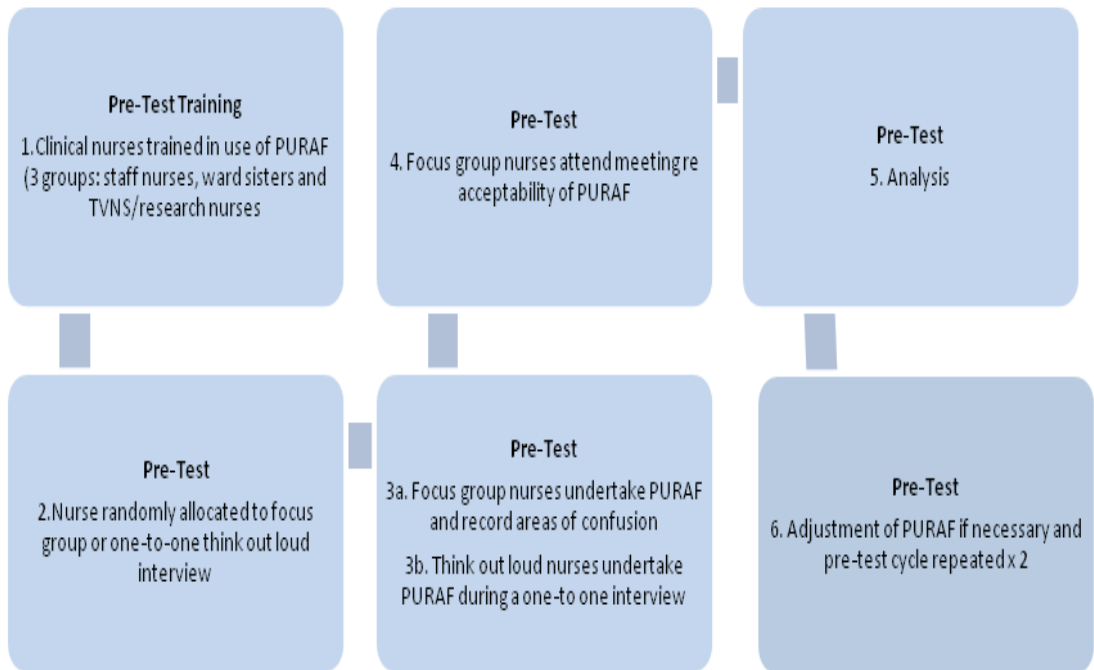 Pre-Test Training
1.Clinical nurses trained in use of PURAF
(3 groups: staff nurses, ward sisters and
TVNS/research nurses
Pre-Test
2.Nurse randomly allocated to focus
group or one-to-one think out loud
interview
Pre-Test
3a. Focus group nurses undertake PURAF
and record areas of confusion
3b. Think out loud nurses undertake
PURAF during a one-to one interview
Pre-Test
4. Focus group nurses attend meeting re
acceptability of PURAF
Pre-Test
5. Analysis
Pre-Test
6. Adjustment of PURAF if necessary and
pre-test cycle repeated x 2